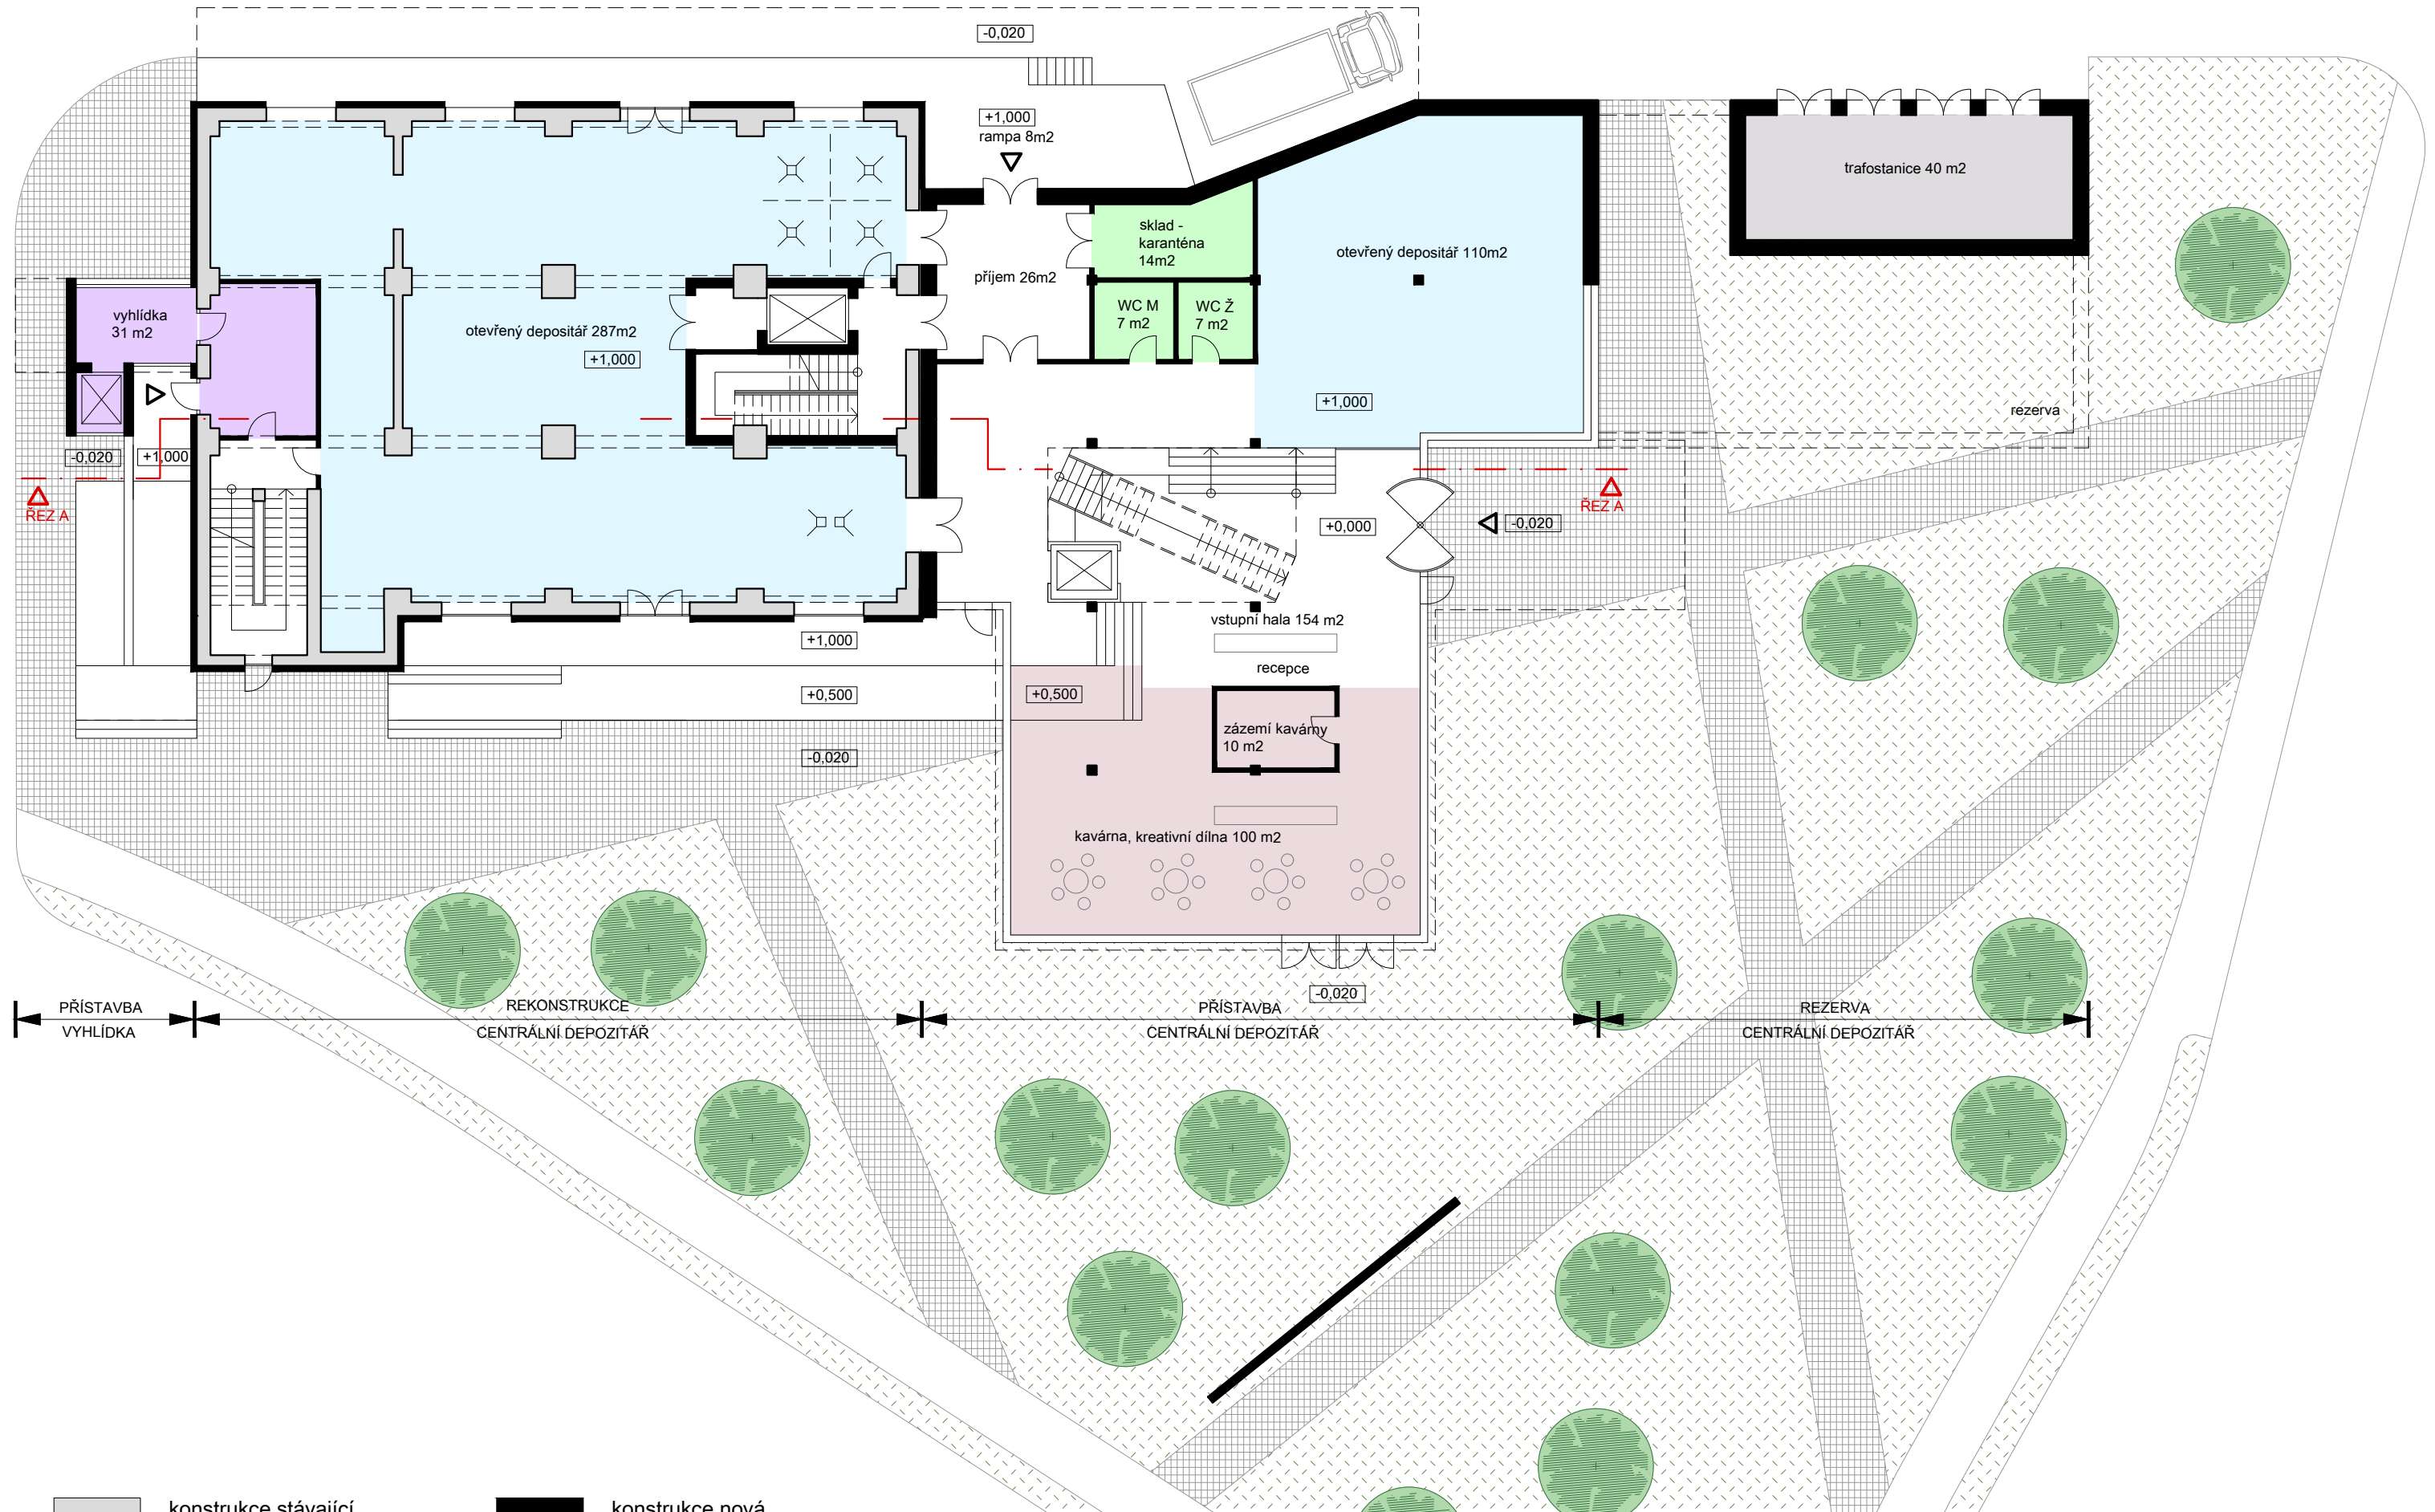 -0,020
+1,000
rampa 8m2
trafostanice 40 m2
sklad -
karanténa
14m2
otevřený depositář 110m2
příjem 26m2
vyhlídka
31 m2
WC M
7 m2
WC Ž
7 m2
otevřený depositář 287m2
+1,000
+1,000
rezerva
-0,020
+1,000
ŘEZ A
ŘEZ A
+0,000
-0,020
vstupní hala 154 m2
+1,000
recepce
+0,500
+0,500
zázemí kavárny
10 m2
-0,020
kavárna, kreativní dílna 100 m2
-0,020
PŘÍSTAVBA
VYHLÍDKA
REKONSTRUKCE
CENTRÁLNÍ DEPOZITÁŘ
PŘÍSTAVBA
CENTRÁLNÍ DEPOZITÁŘ
REZERVA
CENTRÁLNÍ DEPOZITÁŘ
konstrukce stávající
konstrukce nová